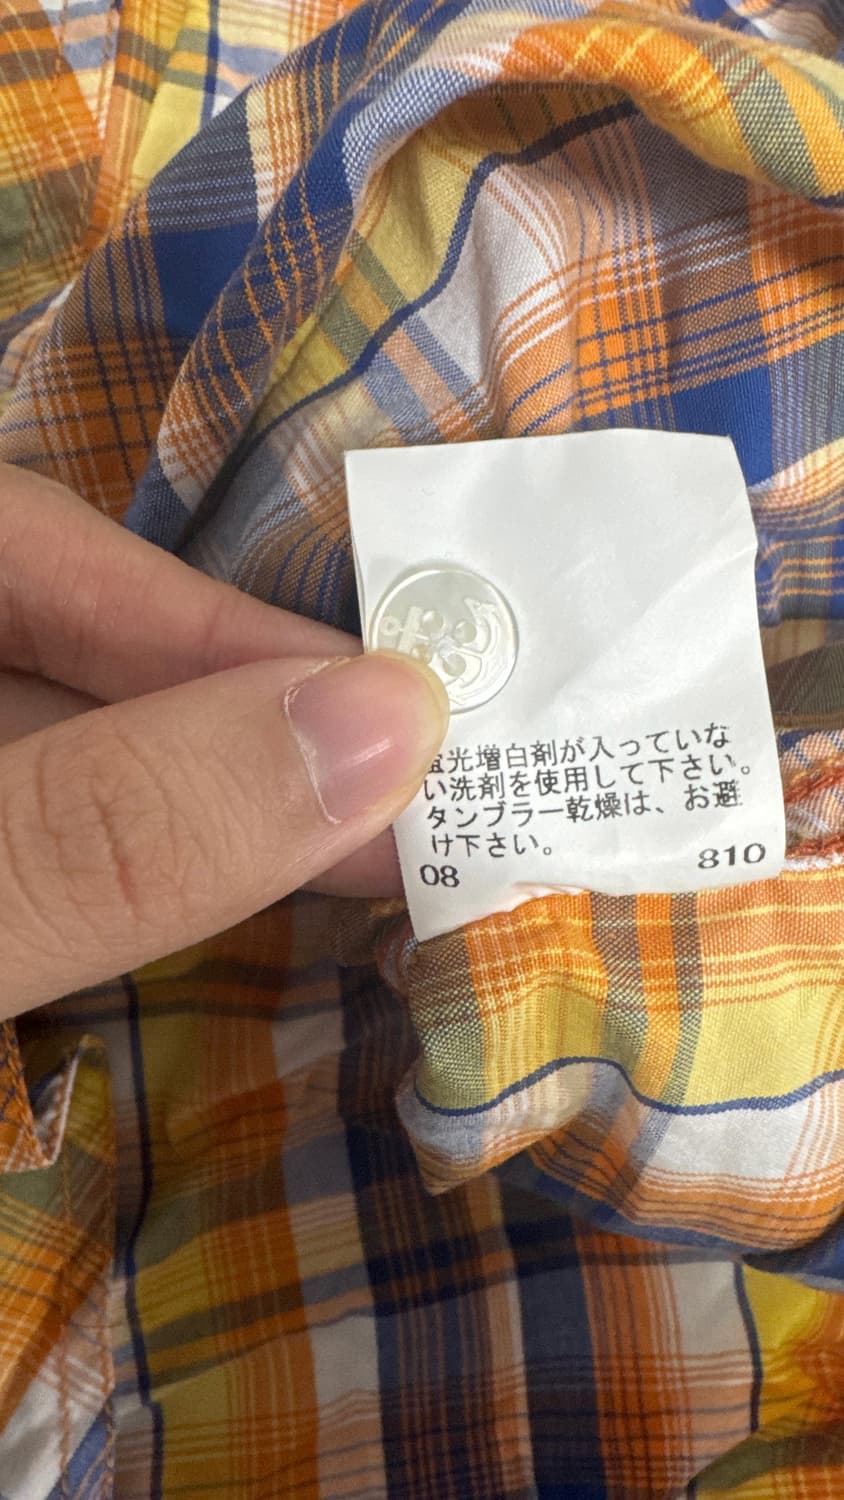 蛍光増白剤が入っていな
い洗剤を使用して下さい。
タンブラー乾燥は、お避
け下さい。
08 810